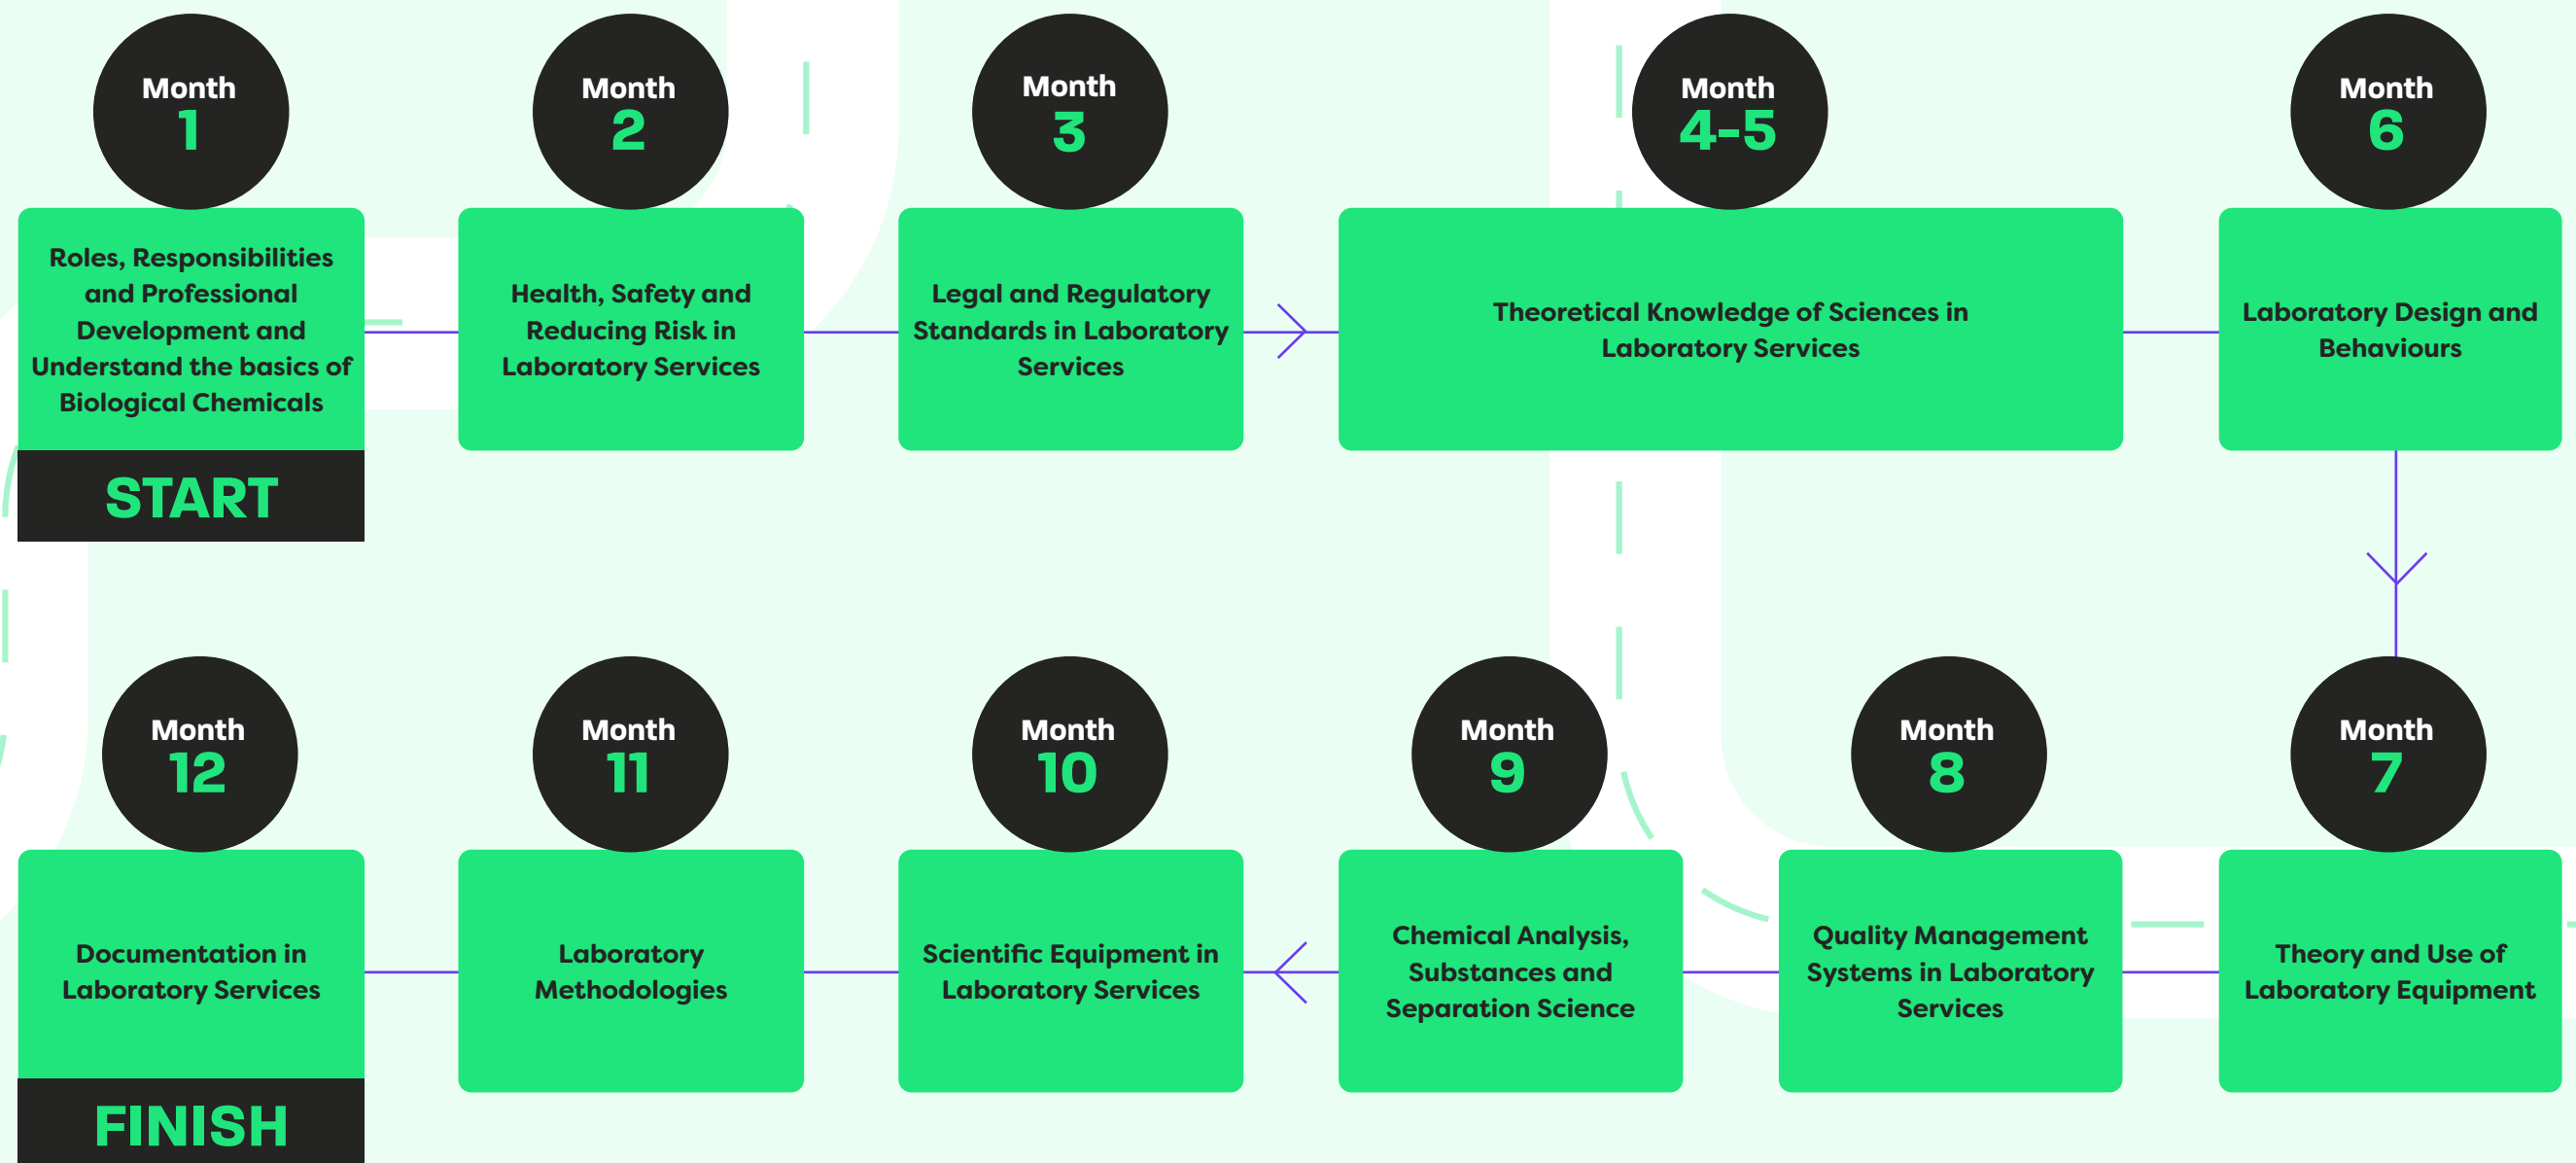 Month
1
Roles, Responsibilities
and Professional
Development and
Understand the basics of
Biological Chemicals
START
Month
2
Health, Safety and
Reducing Risk in
Laboratory Services
Month
3
Legal and Regulatory
Standards in Laboratory
Services
Month
4-5
Theoretical Knowledge of Sciences in
Laboratory Services
Month
6
Laboratory Design and
Behaviours
Month
7
Theory and Use of
Laboratory Equipment
Month
8
Quality Management
Systems in Laboratory
Services
Month
9
Chemical Analysis,
Substances and
Separation Science
Month
10
Scientific Equipment in
Laboratory Services
Month
11
Laboratory
Methodologies
Month
12
Documentation in
Laboratory Services
FINISH